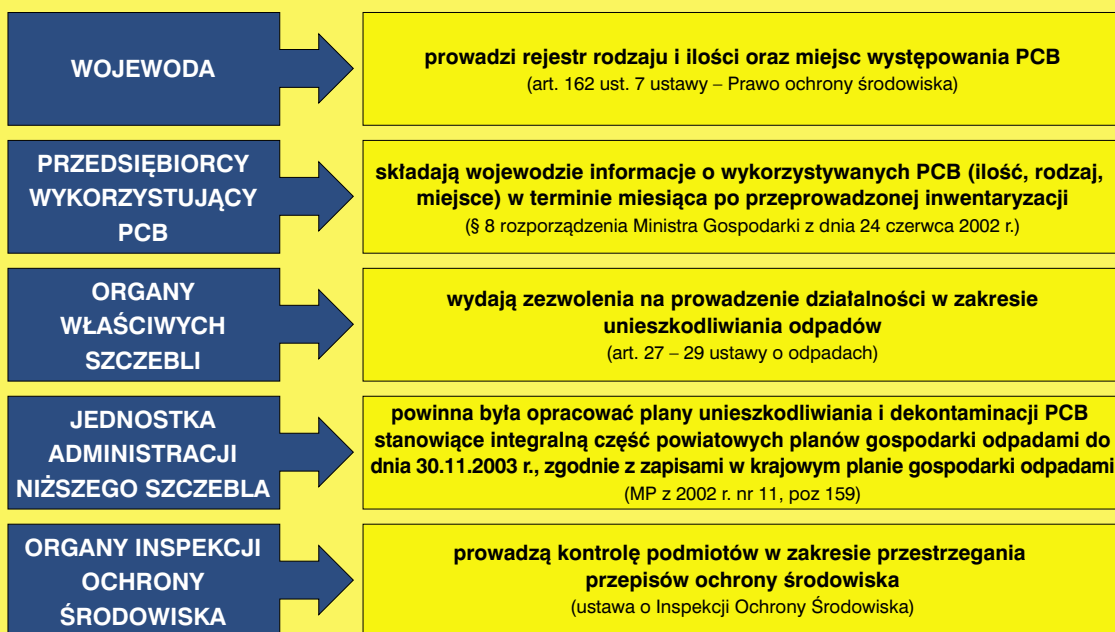 WOJEWODA
prowadzi rejestr rodzaju i ilości oraz miejsc występowania PCB
(art. 162 ust. 7 ustawy – Prawo ochrony środowiska)
PRZEDSIĘBIORCY
WYKORZYSTUJĄCY
PCB
składają wojewodzie informacje o wykorzystywanych PCB (ilość, rodzaj,
miejsce) w terminie miesiąca po przeprowadzonej inwentaryzacji
(§ 8 rozporządzenia Ministra Gospodarki z dnia 24 czerwca 2002 r.)
ORGANY
WŁAŚCIWYCH
SZCZEBLI
wydają zezwolenia na prowadzenie działalności w zakresie
unieszkodliwiania odpadów
(art. 27 – 29 ustawy o odpadach)
JEDNOSTKA
ADMINISTRACJI
NIŻSZEGO SZCZEBLA
powinna była opracować plany unieszkodliwiania i dekontaminacji PCB
stanowiące integralną część powiatowych planów gospodarki odpadami do
dnia 30.11.2003 r., zgodnie z zapisami w krajowym planie gospodarki odpadami
(MP z 2002 r. nr 11, poz 159)
ORGANY INSPEKCJI
OCHRONY
ŚRODOWISKA
prowadzą kontrolę podmiotów w zakresie przestrzegania
przepisów ochrony środowiska
(ustawa o Inspekcji Ochrony Środowiska)